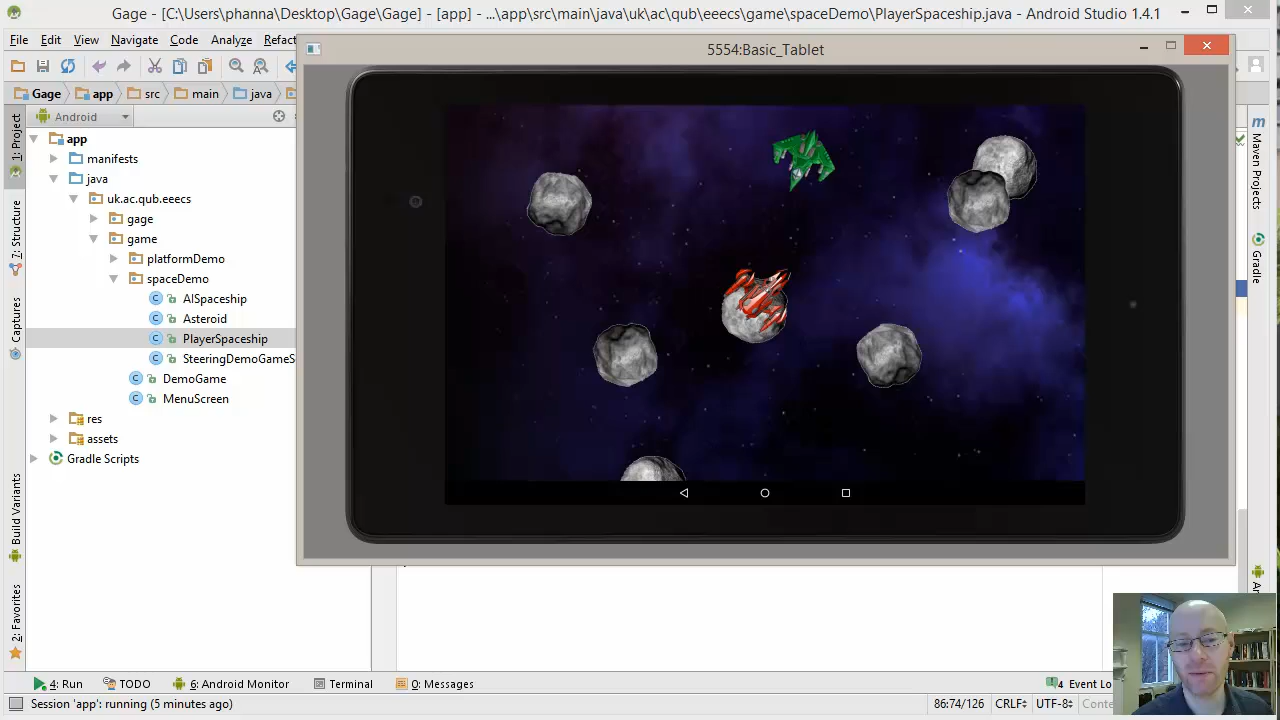 Gage - [C:\Users\phanna\Desktop\Gage\Gage] - [app] - ...\app\src\main\java\uk\ac\qub\eeecs\game\spaceDemo\PlayerSpaceship.java - Android Studio 1.4.1
File Edit View Navigate Code Analyze Refact
5554:Basic_Tablet
Gage app src main java
1: Project
Android
app
manifests
java
uk.ac.qub.eeecs
gage
game
platformDemo
spaceDemo
AISpaceship
Asteroid
PlayerSpaceship
SteeringDemoGameS
DemoGame
MenuScreen
res
assets
Gradle Scripts
7: Structure
Captures
Build Variants
2: Favorites
m
Maven Projects
Gradle
4: Run TODO 6: Android Monitor Terminal 0: Messages 4 Event Lo
Session 'app': running (5 minutes ago) 86:74/126 CRLF UTF-8 Conte